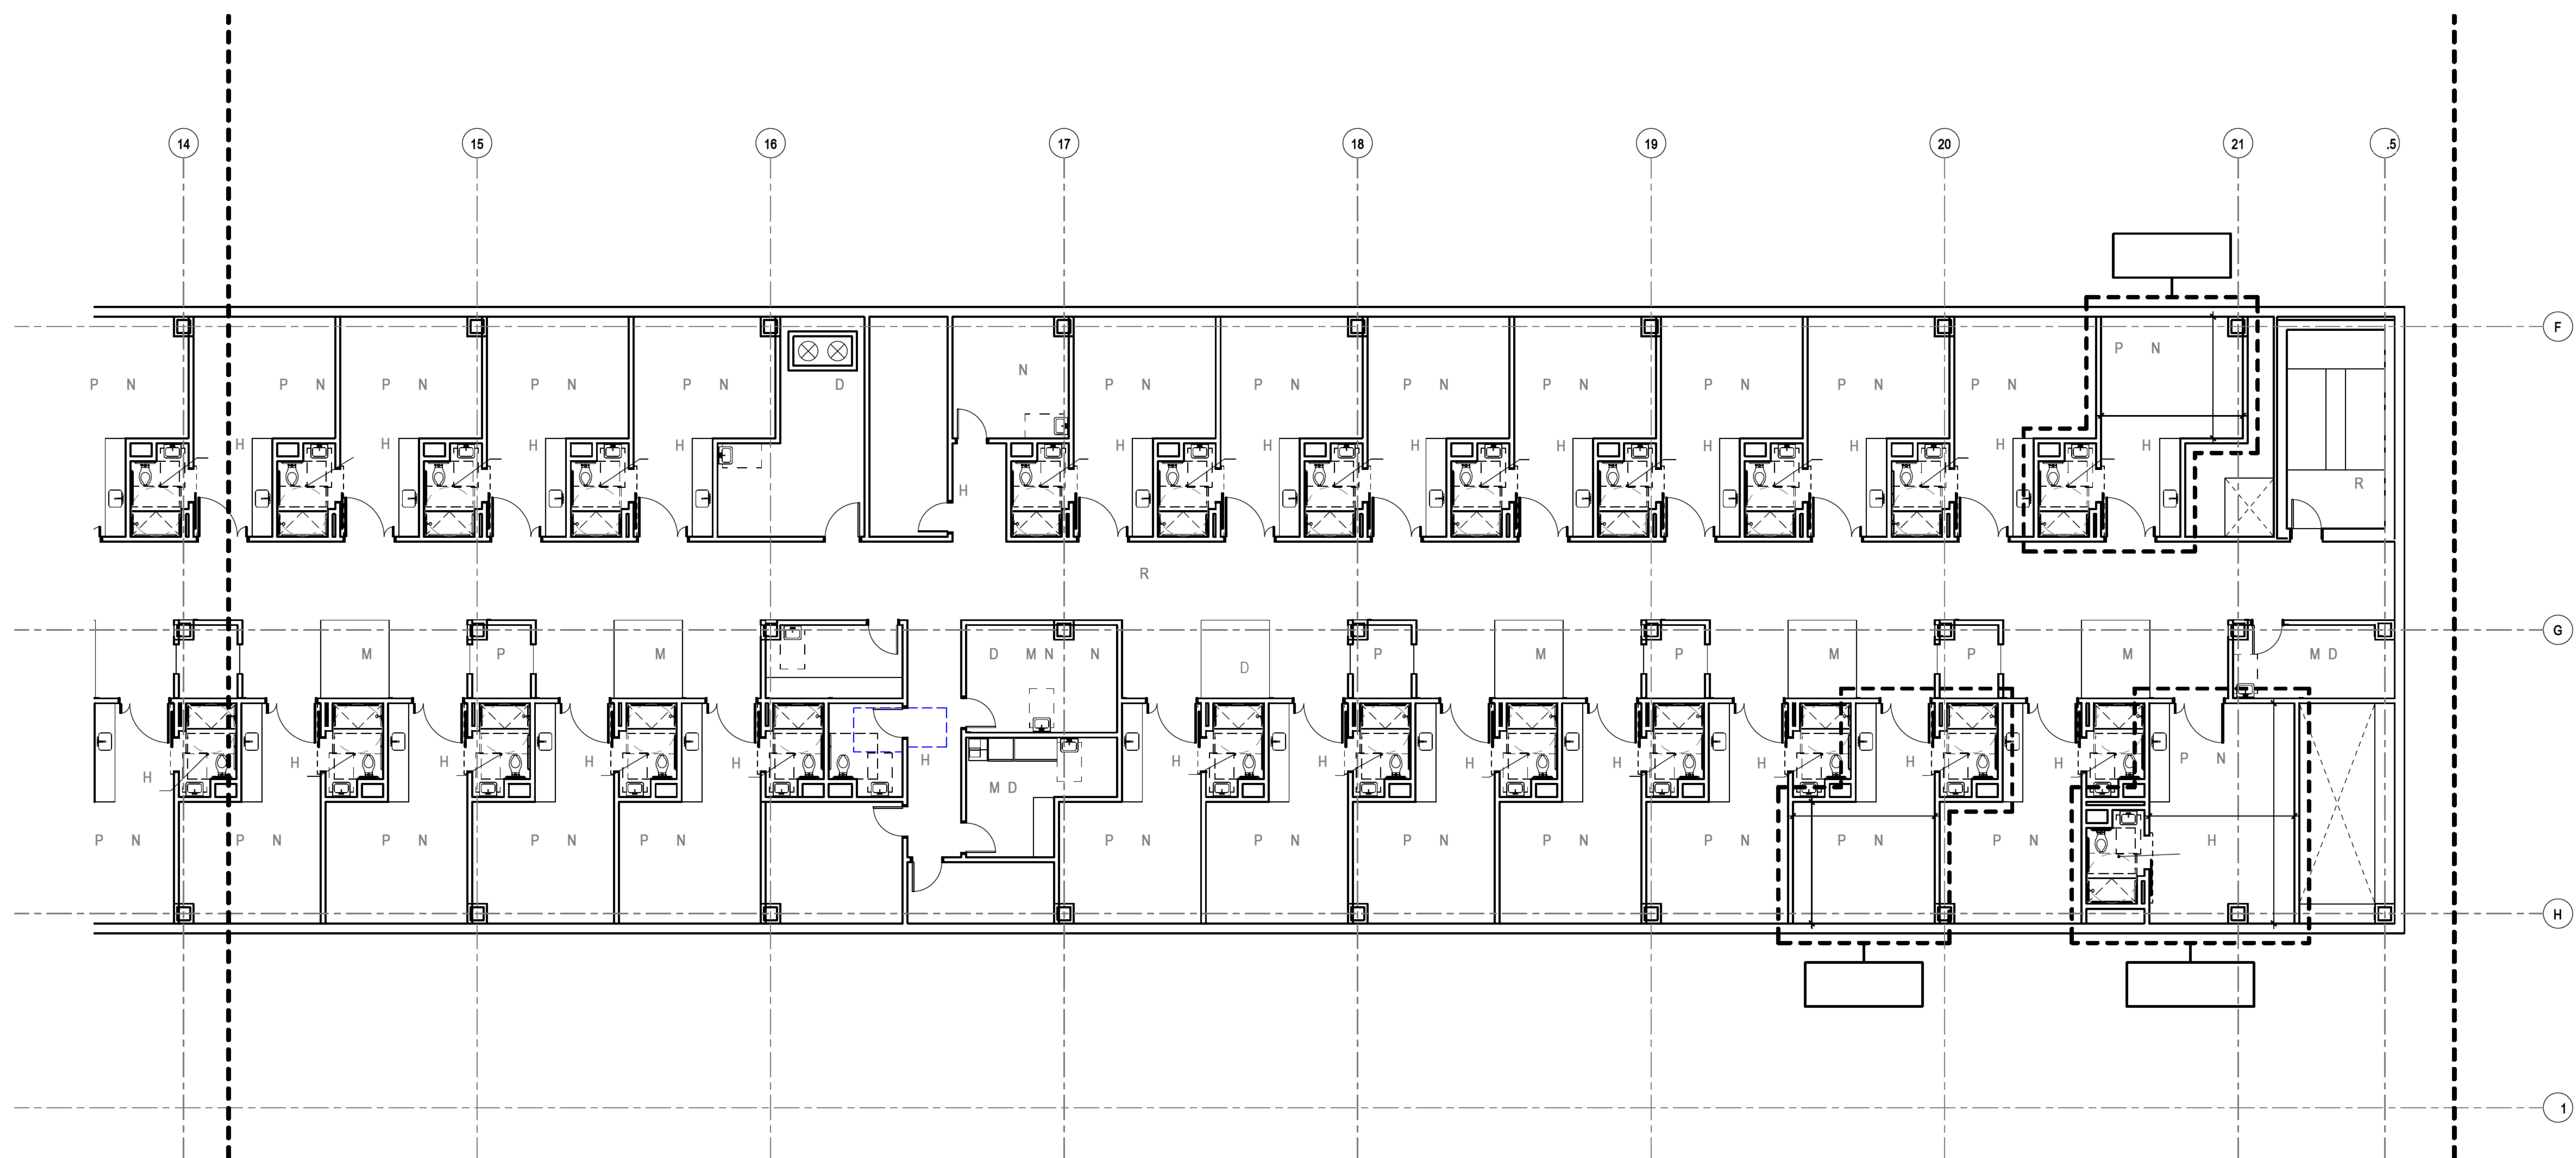 14 15 16 17 18 19 20 21 .5
F
P N
N
P N P N P N P N D P N P N P N P N P N P N P N
H H H H H H H H H H H H H
H R
R
G
M P M D M N N D P M P M P M M D
H H H H H H H H H H H P N
M D
P N P N P N P N P N P N P N P N P N P N P N P N H
H
1